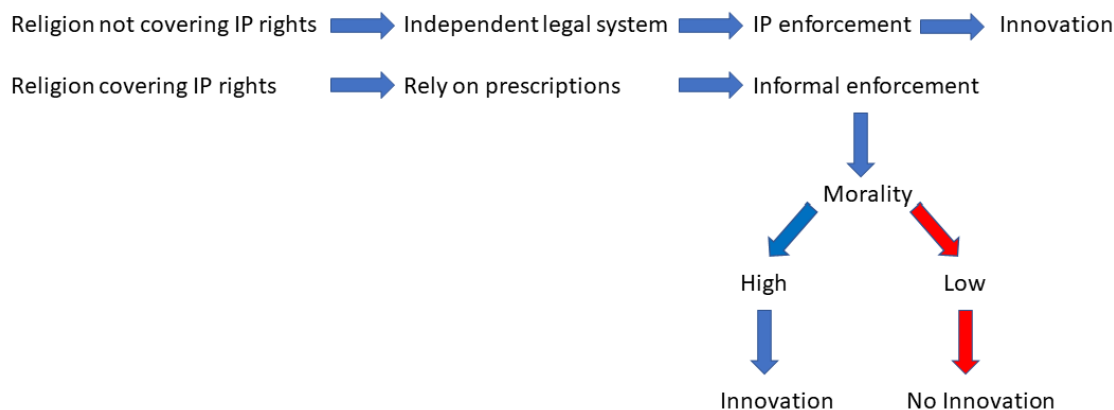 Religion not covering IP rights Independent legal system IP enforcement Innovation
Religion covering IP rights Rely on prescriptions Informal enforcement
Morality
High Low
Innovation No Innovation